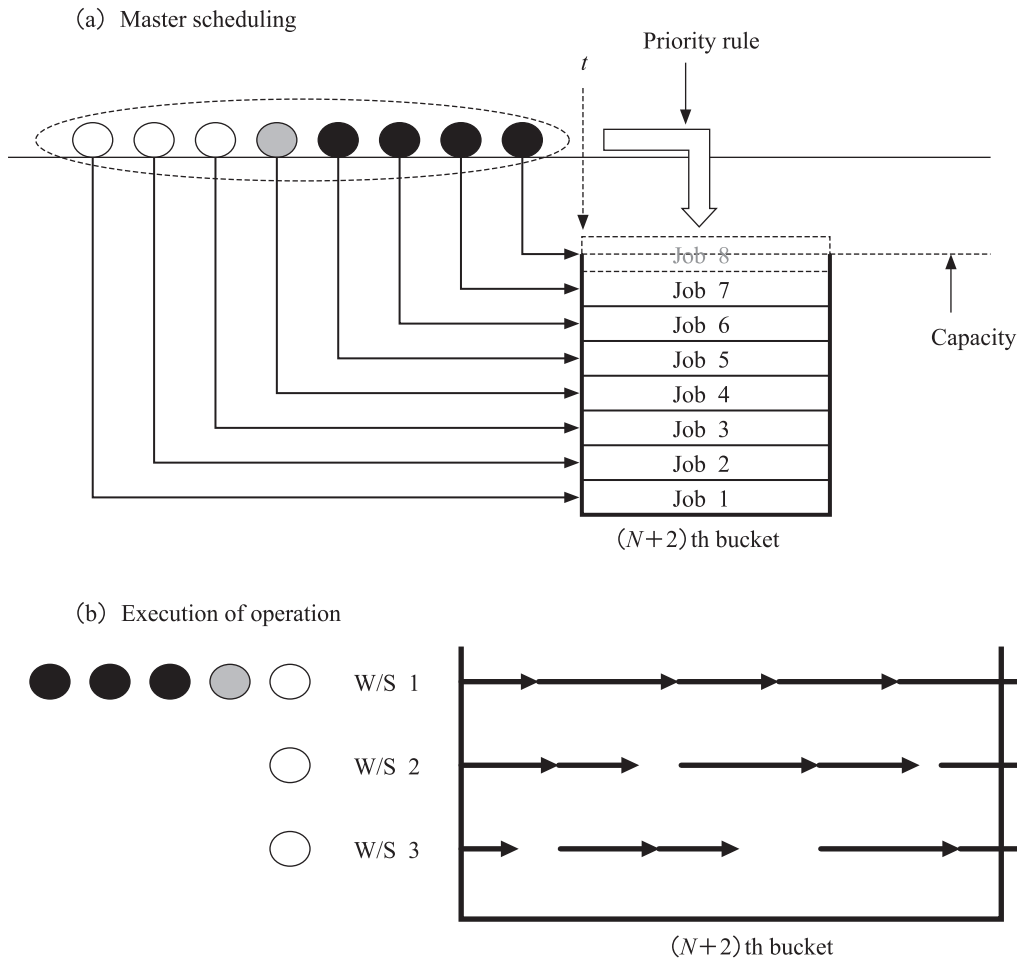 (a) Master scheduling
Priority rule
t
Job 8
Job 7
Job 6
Capacity
Job 5
Job 4
Job 3
Job 2
Job 1
(N+2)th bucket
(b) Execution of operation
W/S 1
W/S 2
W/S 3
(N+2)th bucket